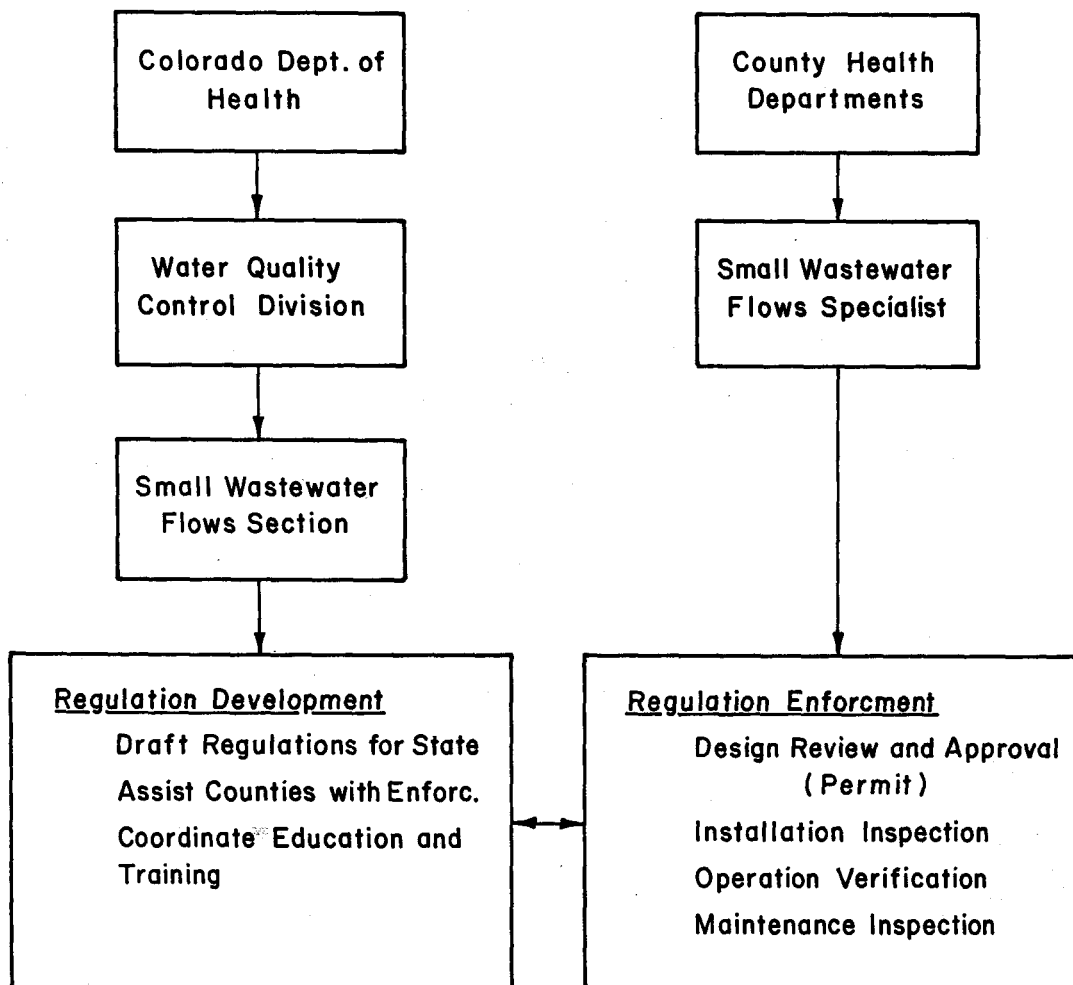 Colorado Dept. of
Health
Water Quality
Control Division
Small Wastewater
Flows Section
Regulation Development
Draft Regulations for State
Assist Counties with Enforc.
Coordinate Education and
Training
County Health
Departments
Small Wastewater
Flows Specialist
Regulation Enforcment
Design Review and Approval
(Permit)
Installation Inspection
Operation Verification
Maintenance Inspection